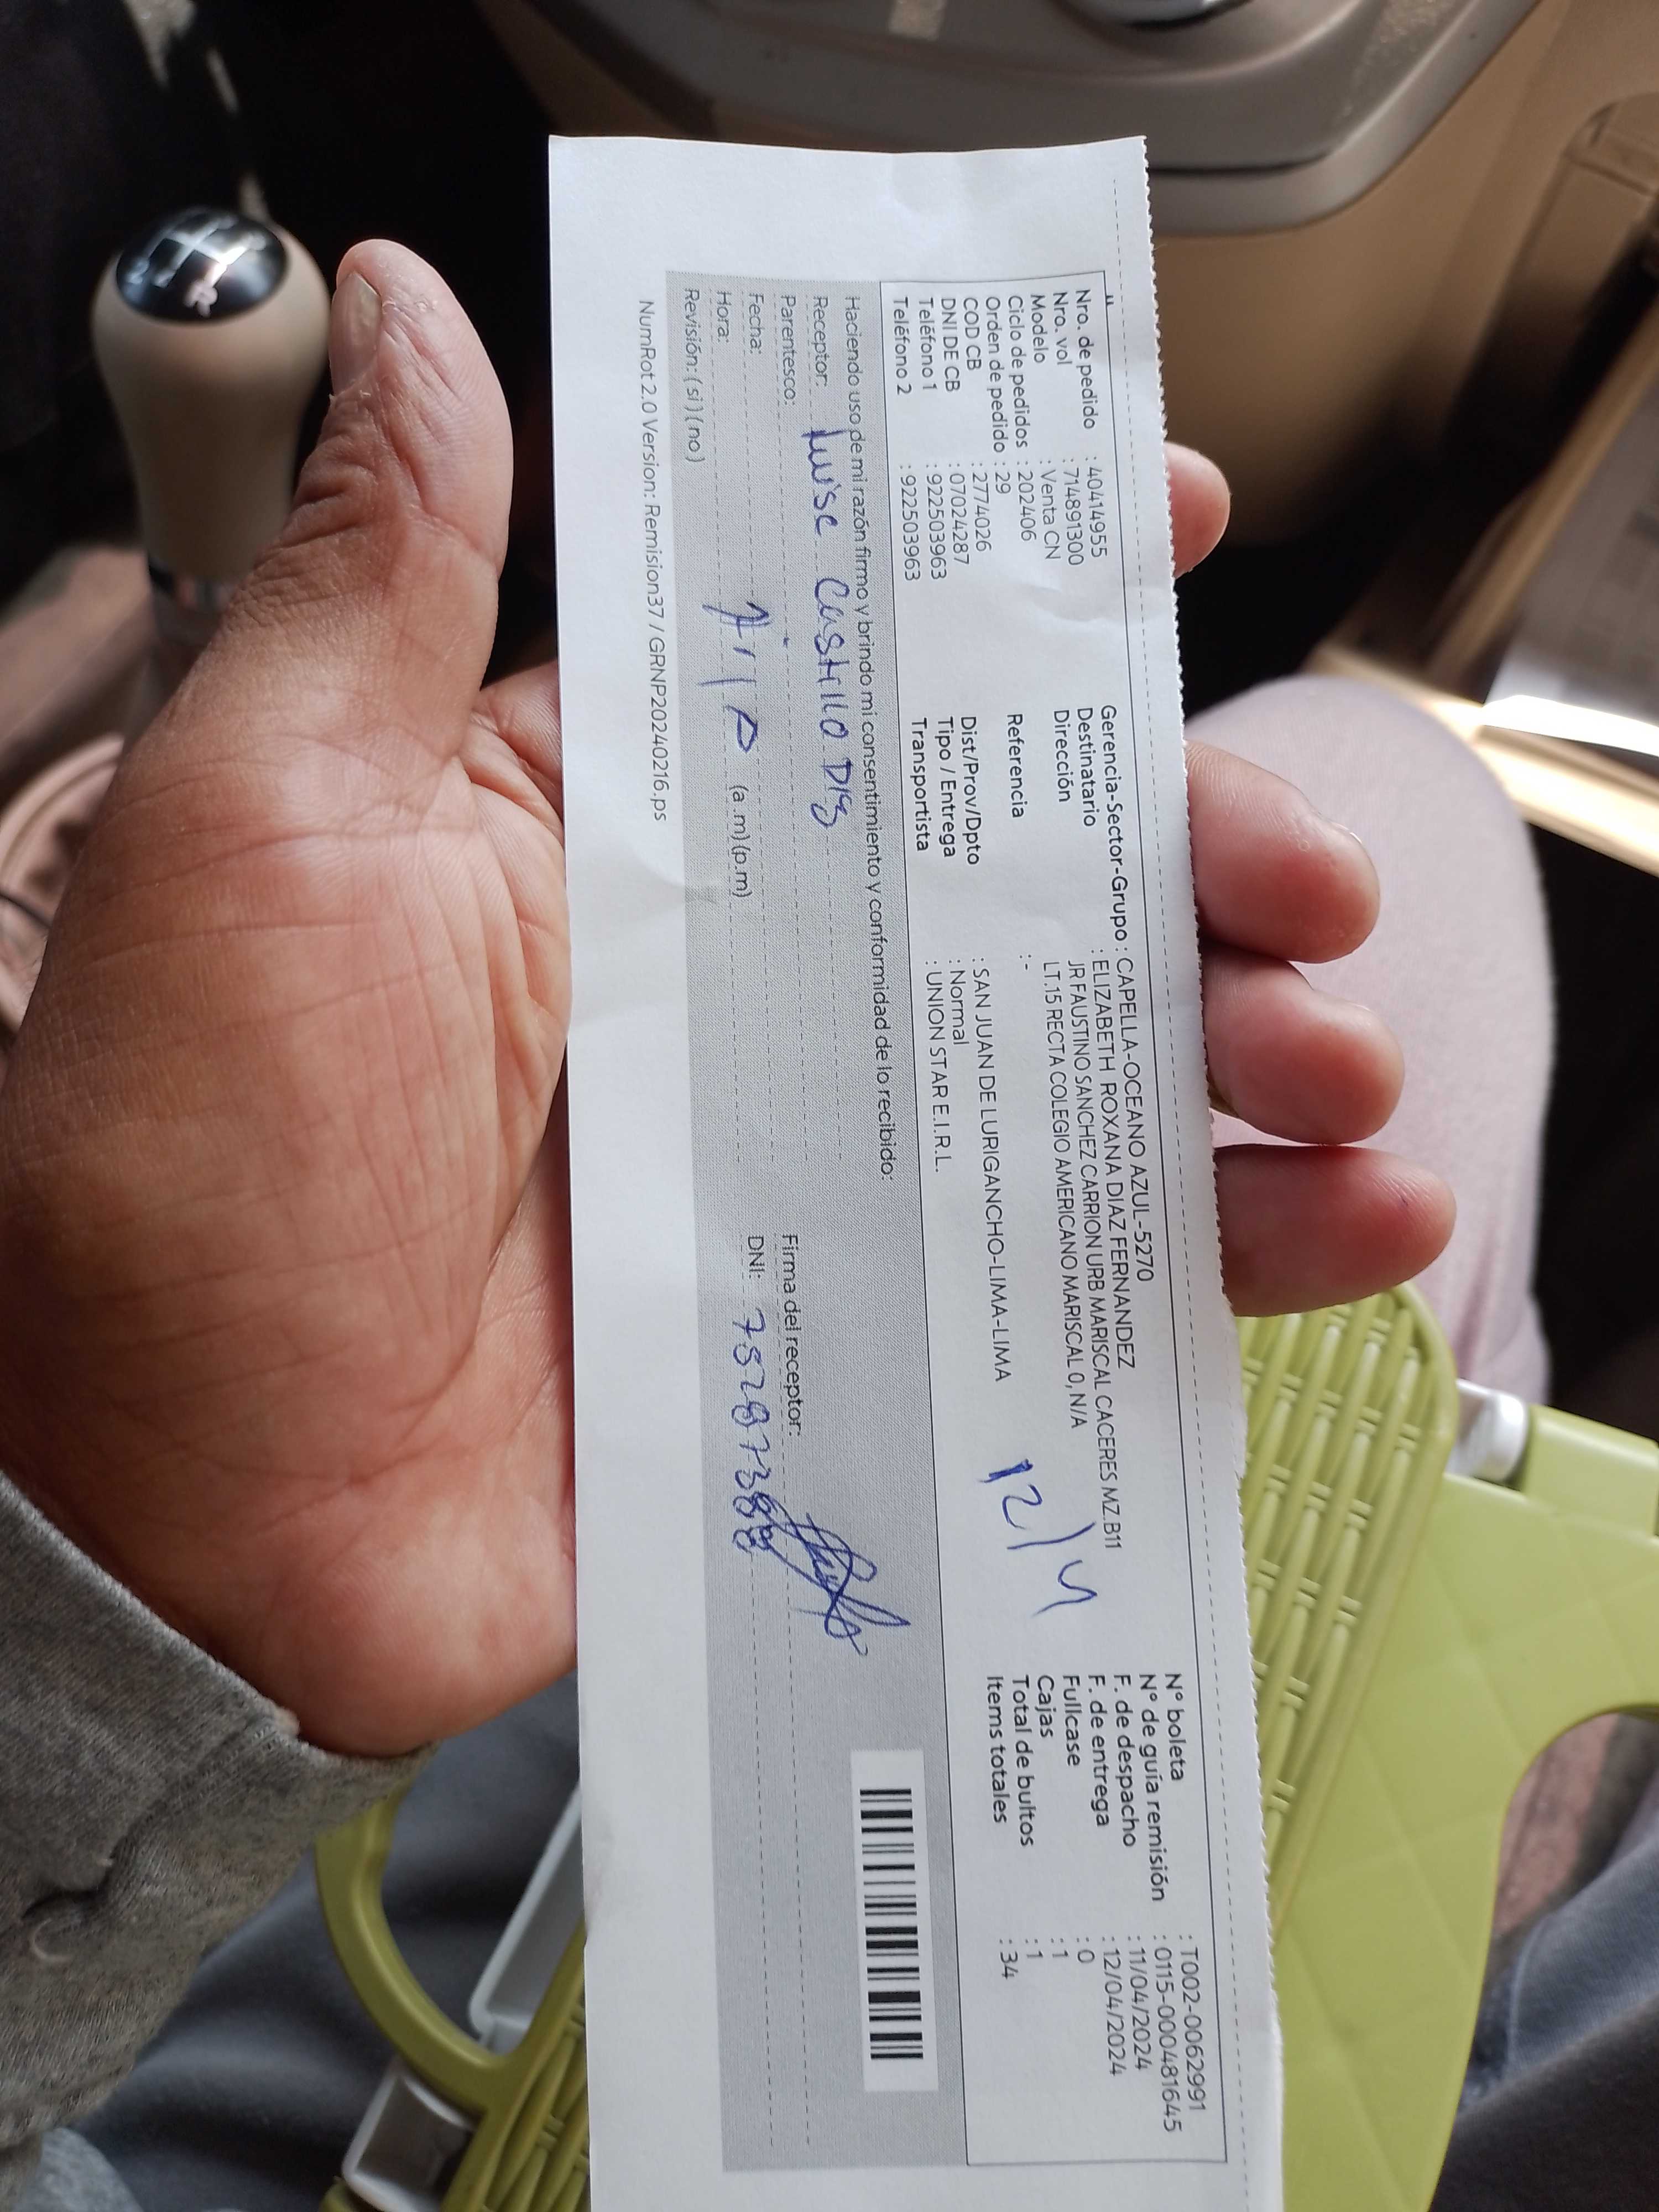 Nro. de pedido : 40414955
Nro. vol : 714891300
Modelo : Venta CN
Ciclo de pedidos : 202406
Orden de pedido : 29
COD CB : 2774026
DNI DE CB : 07024287
Teléfono 1 : 922503963
Teléfono 2 : 922503963
Gerencia-Sector-Grupo : CAPELLA-OCEANO AZUL-5270
Destinatario : ELIZABETH ROXANA DIAZ FERNANDEZ
Dirección JR FAUSTINO SANCHEZ CARRION URB MARISCAL CACERES MZ.B11
LT.15 RECTA COLEGIO AMERICANO MARISCAL 0, N/A
Referencia :-
Dist/Prov/Dpto : SAN JUAN DE LURIGANCHO-LIMA-LIMA
Tipo / Entrega : Normal
Transportista : UNION STAR E.I.R.L.
12/4
N° boleta : T002-0062991
N° de guía remisión : 0115-000481645
F. de despacho : 11/04/2024
F. de entrega : 12/04/2024
Fullcase : 0
Cajas : 1
Total de bultos : 1
Items totales : 34
Haciendo uso de mi razón firmo y brindo mi consentimiento y conformidad de lo recibido:
Receptor: Luise Castillo
Parentesco:
Fecha:
Hora: (a.m)(p.m)
Revisión: ( si ) ( no )
Firma del receptor:
DNI:
NumRot 2.0 Version: Remision37 / GRNP20240216.ps